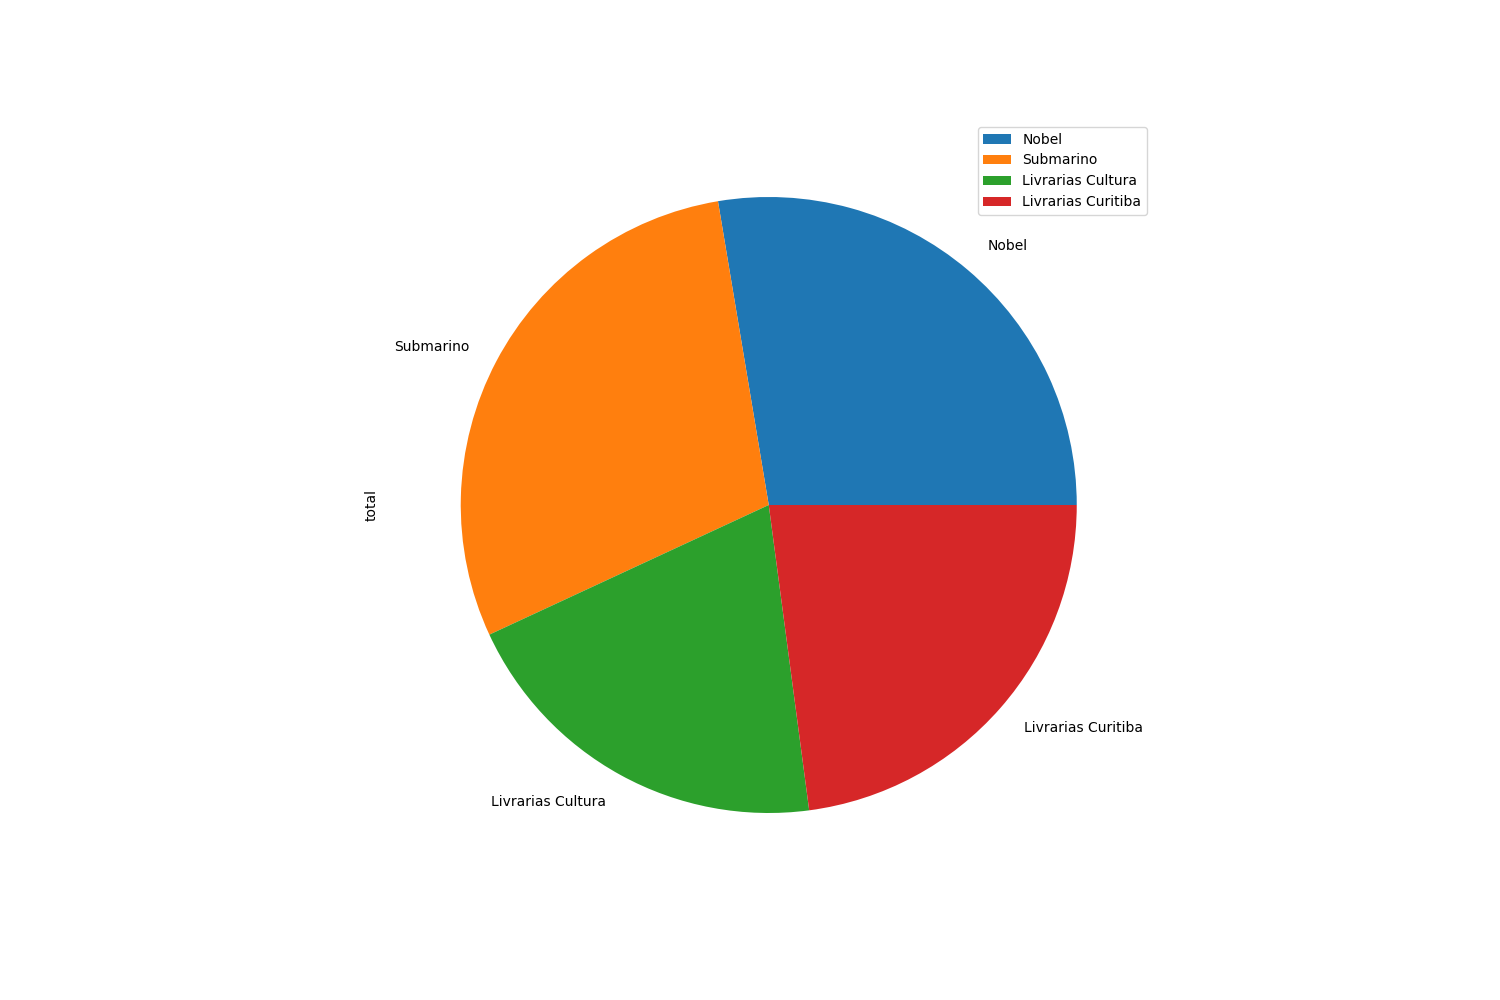 Nobel
Submarino
Livrarias Cultura
Livrarias Curitiba
Nobel
Submarino
total
Livrarias Curitiba
Livrarias Cultura